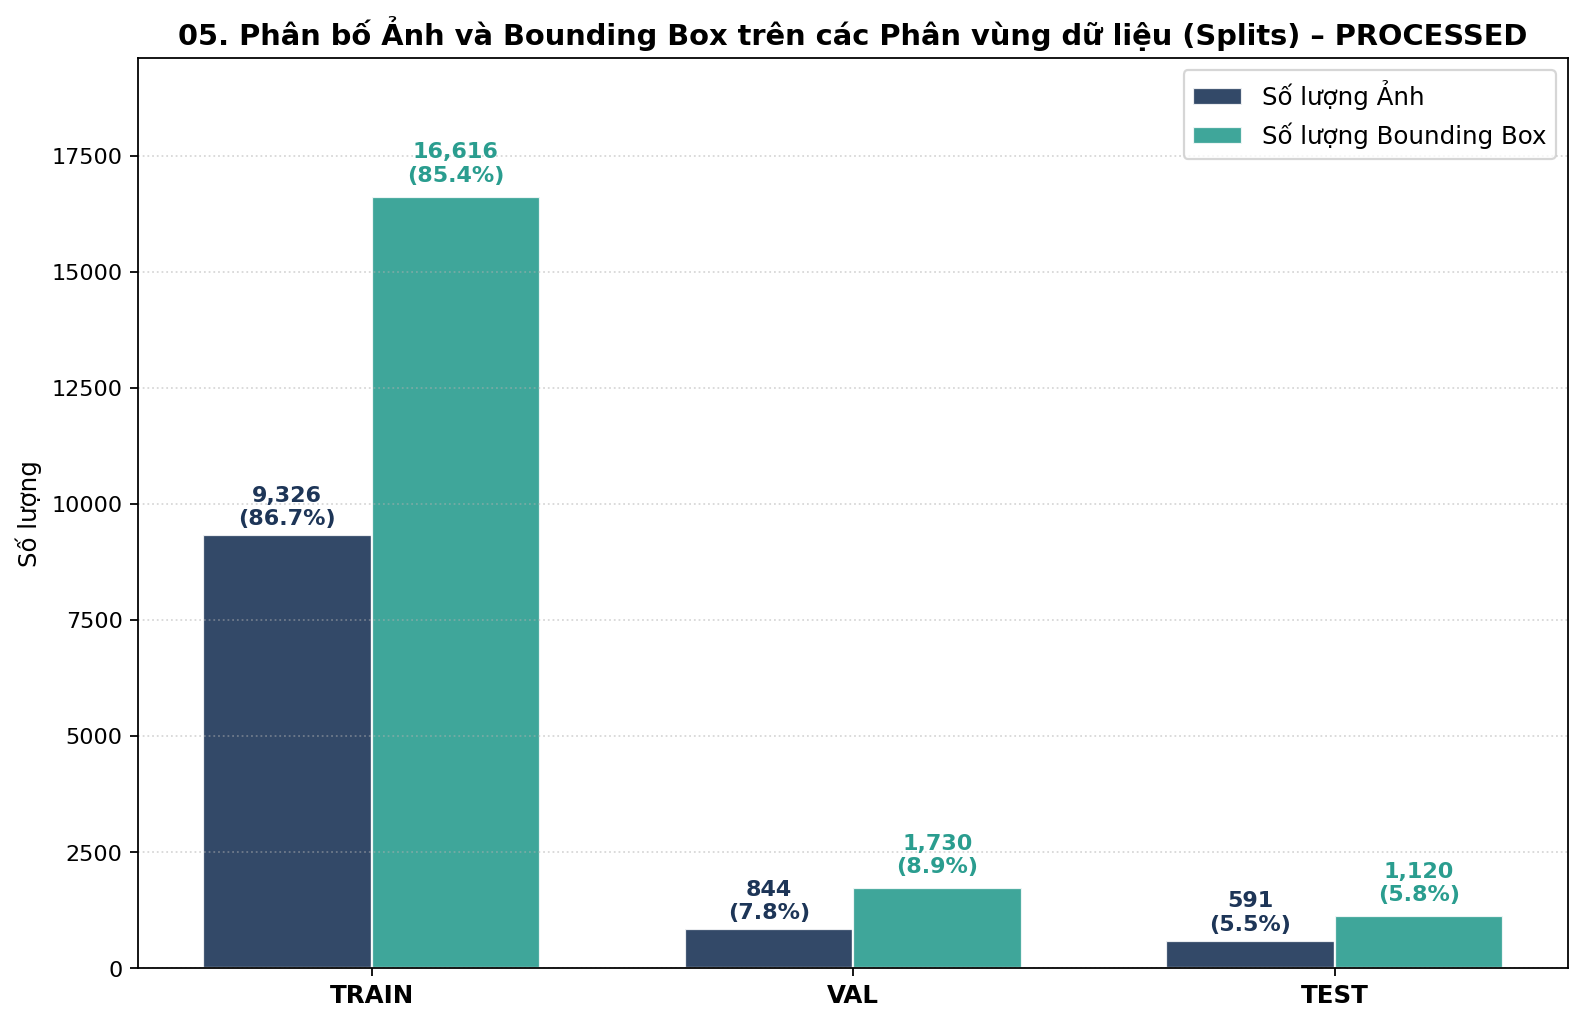 05. Phân bố Ảnh và Bounding Box trên các Phân vùng dữ liệu (Splits) – PROCESSED
Số lượng Ảnh
Số lượng Bounding Box
Số lượng
17500
15000
12500
10000
7500
5000
2500
0
9,326
(86.7%)
16,616
(85.4%)
844
(7.8%)
1,730
(8.9%)
591
(5.5%)
1,120
(5.8%)
TRAIN
VAL
TEST